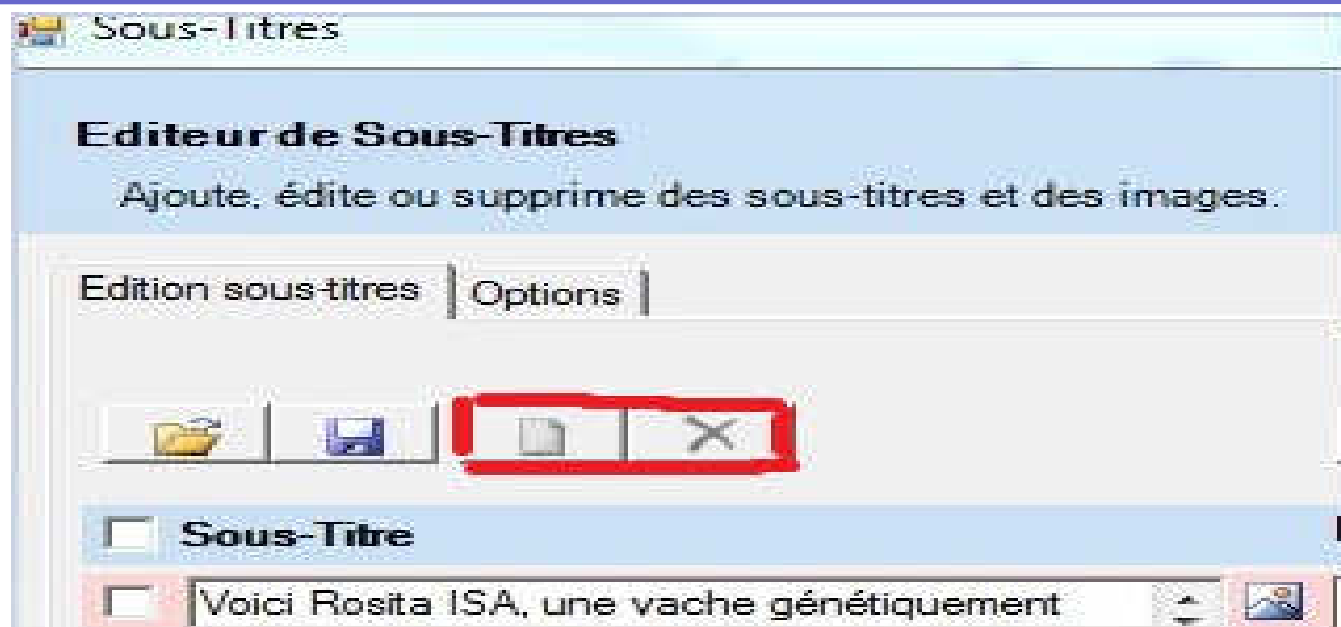 Sous-Titres
Editeur de Sous-Titres
Ajoute, édite ou supprime des sous-titres et des images.
Edition sous-titres Options
Sous-Titre
Voici Rosita ISA, une vache génétiquement